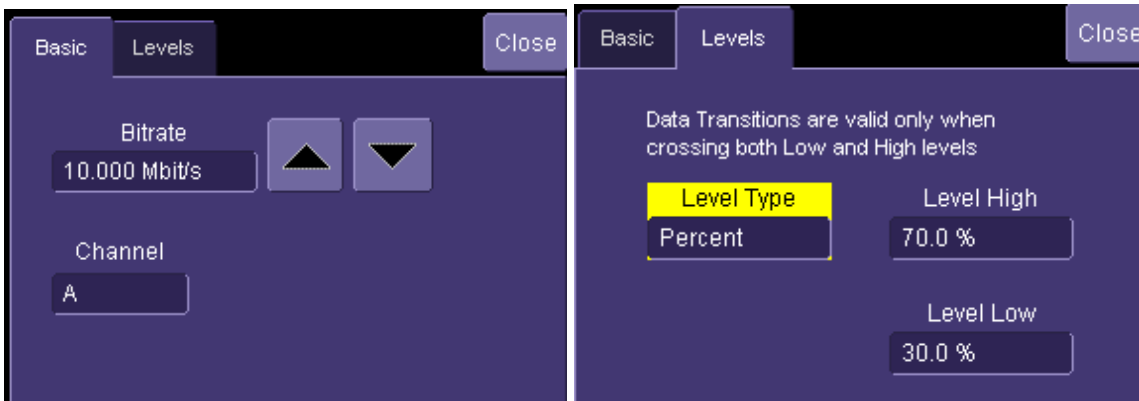 Basic
Levels
Close
Bitrate
10.000 Mbit/s
Channel
A
Basic
Levels
Close
Data Transitions are valid only when
crossing both Low and High levels
Level Type
Percent
Level High
70.0 %
Level Low
30.0 %